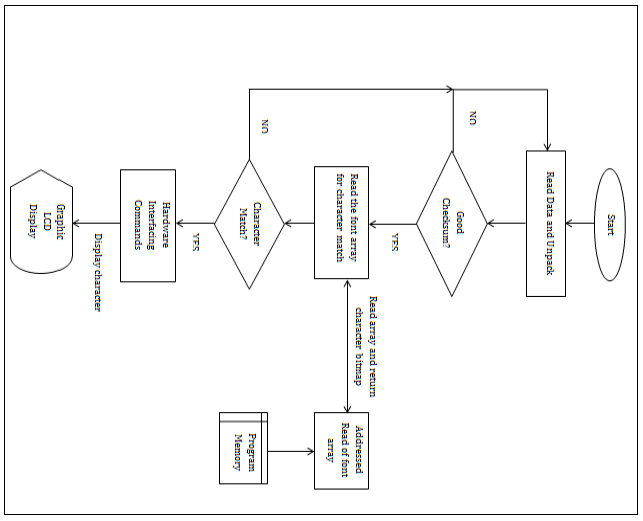 Start
Read Data and Unpack
Good
Checksum?
NO
YES
Read the font array
for character match
Read array and return
character bitmap
Addressed
Read of font
array
Program
Memory
Character
Match?
NO
YES
Hardware
Interfacing
Commands
Display character
Graphic
LCD
Display